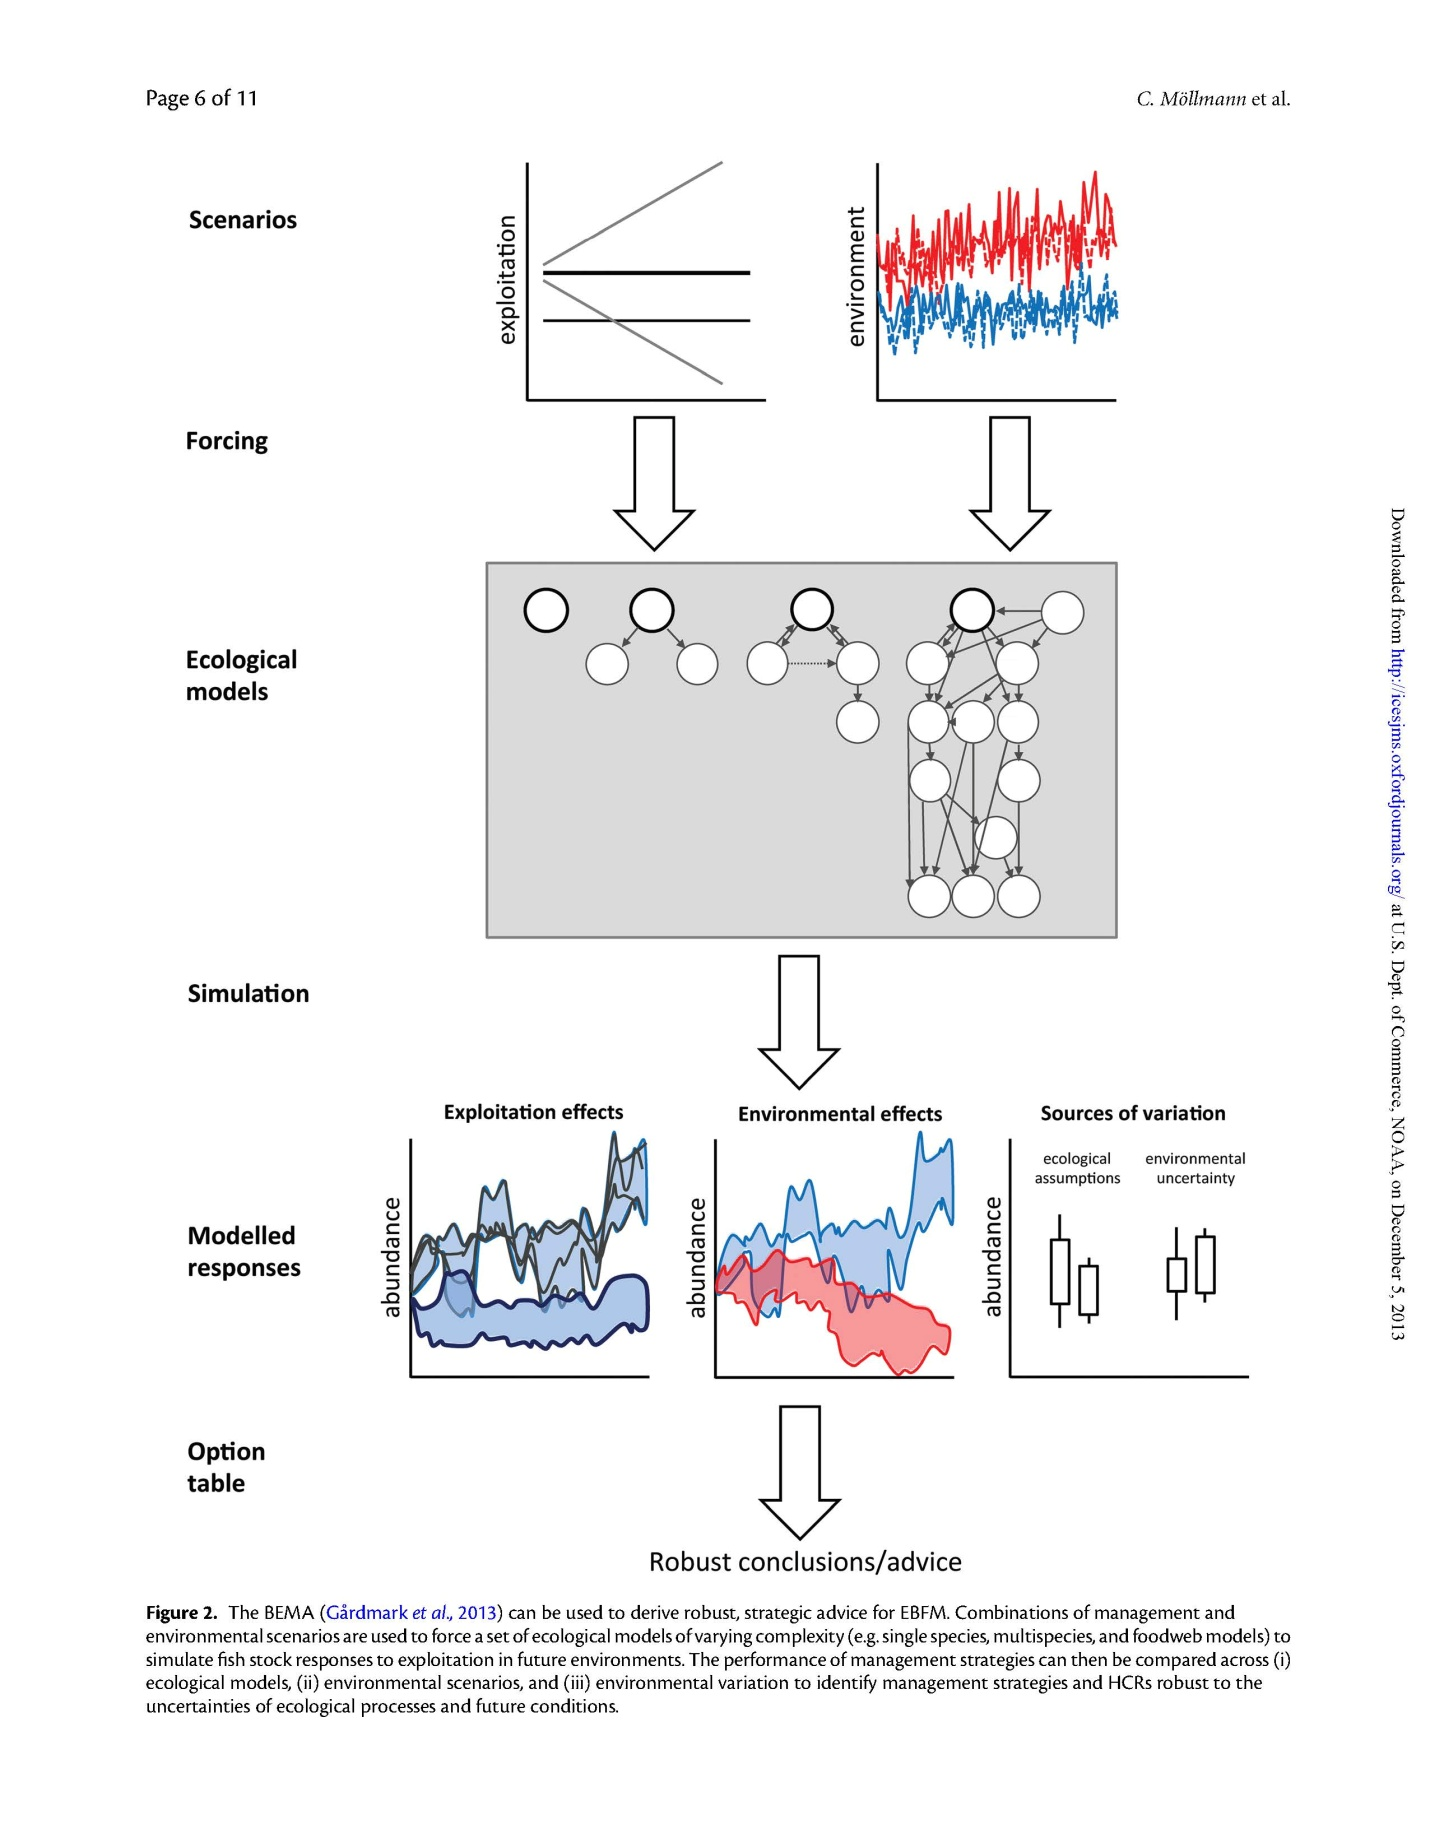 Page 6 of 11
C. Möllmann et al.
Scenarios
exploitation
environment
Forcing
Ecological
models
Simulation
Exploitation effects
Environmental effects
Sources of variation
ecological
assumptions
environmental
uncertainty
Modelled
responses
abundance
abundance
abundance
Option
table
Robust conclusions/advice
Figure 2. The BEMA (Gårdmark et al., 2013) can be used to derive robust, strategic advice for EBFM. Combinations of management and
environmental scenarios are used to force a set of ecological models of varying complexity (e.g. single species, multispecies, and foodweb models) to
simulate fish stock responses to exploitation in future environments. The performance of management strategies can then be compared across (i)
ecological models, (ii) environmental scenarios, and (iii) environmental variation to identify management strategies and HCRs robust to the
uncertainties of ecological processes and future conditions.
Downloaded from http://icesjms.oxfordjournals.org/ at U.S. Dept. of Commerce, NOAA, on December 5, 2013